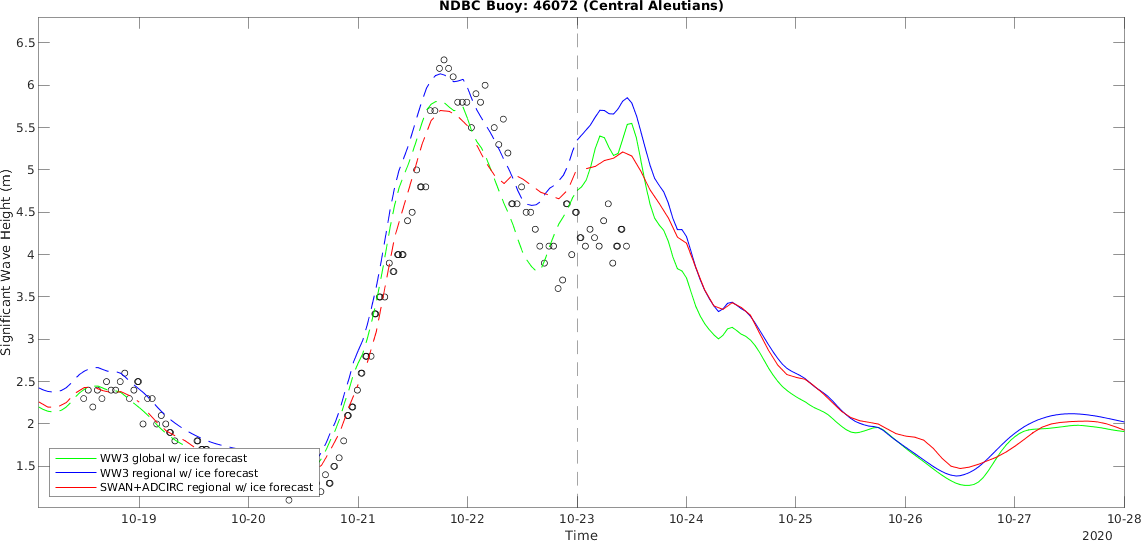 NDBC Buoy: 46072 (Central Aleutians)
6.5
6
5.5
5
4.5
4
3.5
3
2.5
2
1.5
Significant Wave Height (m)
WW3 global w/ ice forecast
WW3 regional w/ ice forecast
SWAN+ADCIRC regional w/ ice forecast
10-19 10-20 10-21 10-22 10-23 10-24 10-25 10-26 10-27 10-28
Time
2020